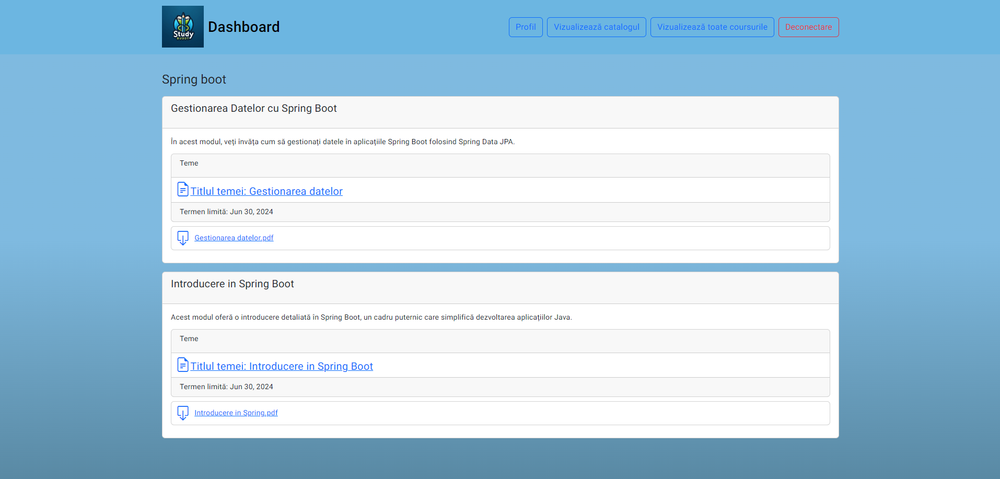 Study
BUDDY
Dashboard
Profil
Vizualizează catalogul
Vizualizează toate coursurile
Deconectare
Spring boot
Gestionarea Datelor cu Spring Boot
În acest modul, veți învăța cum să gestionați datele în aplicațiile Spring Boot folosind Spring Data JPA.
Teme
Titlul temei: Gestionarea datelor
Termen limită: Jun 30, 2024
Gestionarea datelor.pdf
Introducere in Spring Boot
Acest modul oferă o introducere detaliată în Spring Boot, un cadru puternic care simplifică dezvoltarea aplicațiilor Java.
Teme
Titlul temei: Introducere in Spring Boot
Termen limită: Jun 30, 2024
Introducere in Spring.pdf